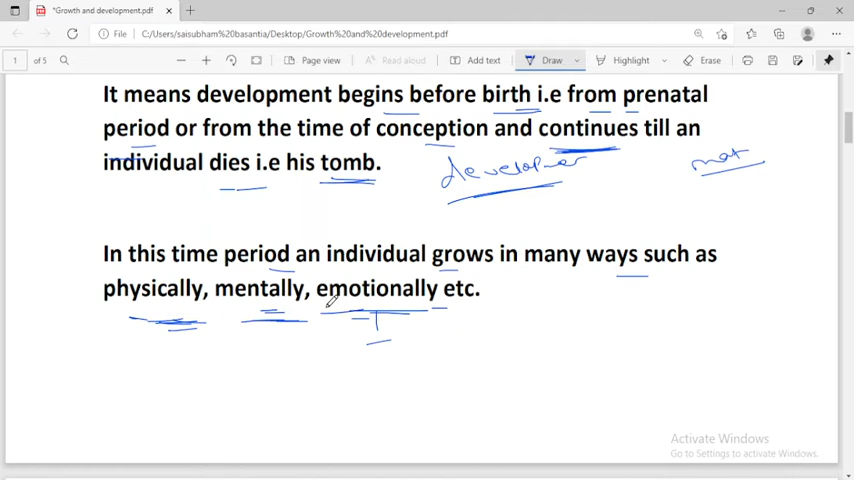 *Growth and development.pdf
File
C:/Users/saisubham%20basantia/Desktop/Growth%20and%20development.pdf
1 of 5
Page view
Read aloud
Add text
Draw
Highlight
Erase
It means development begins before birth i.e from prenatal
period or from the time of conception and continues till an
individual dies i.e his tomb.
In this time period an individual grows in many ways such as
physically, mentally, emotionally etc.
Activate Windows
Go to Settings to activate Windows.